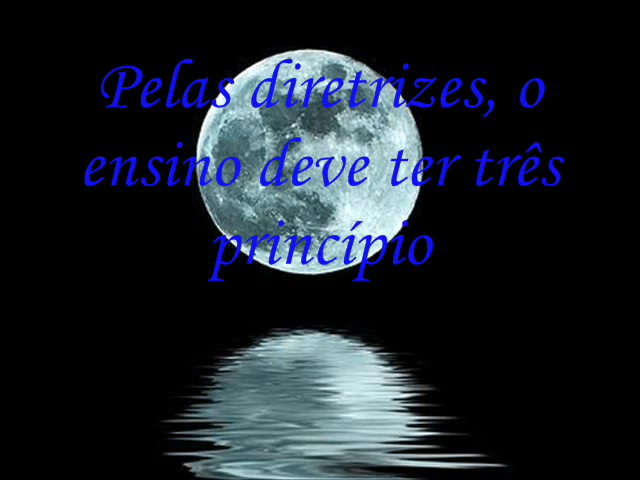 Pelas diretrizes, o
ensino deve ter três
princípio